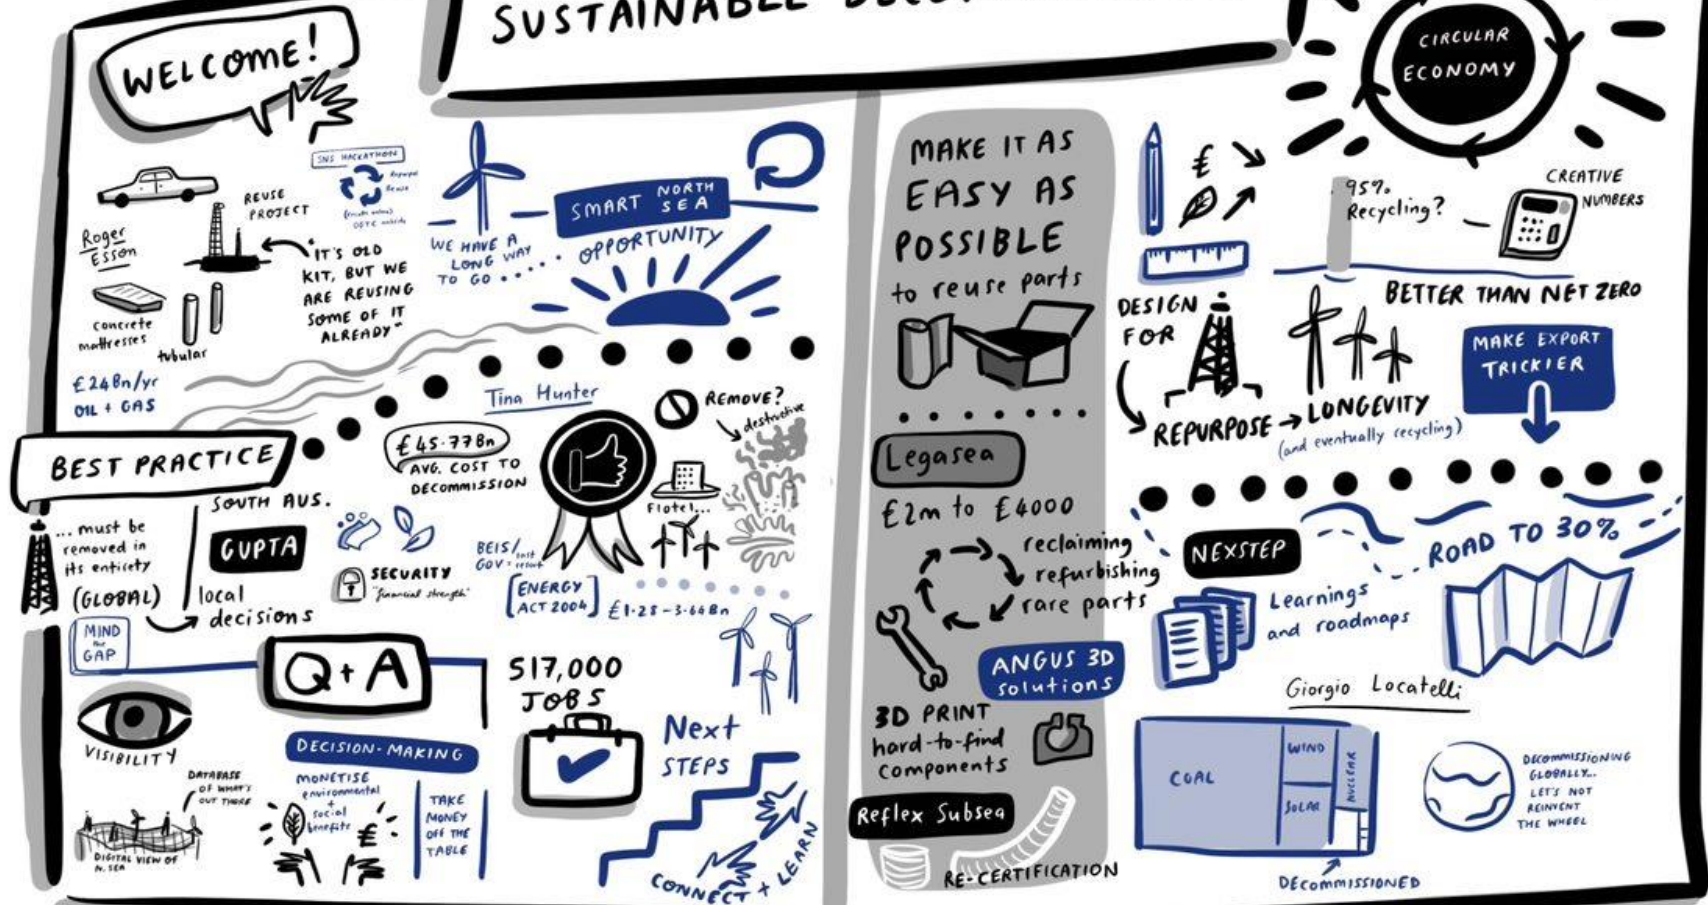 SUSTAINABLE
WELCOME!
CIRCULAR
ECONOMY
SNS HACKATHON
Repurpose
Reuse
REUSE
PROJECT
Roger
Esson
"IT'S OLD
KIT, BUT WE
ARE REUSING
SOME OF IT
ALREADY"
concrete
mattresses
tubular
£24Bn/yr
OIL + GAS
WE HAVE A
LONG WAY
TO GO.....
SMART NORTH
SEA
OPPORTUNITY
BEST PRACTICE
Tina Hunter
£45.77Bn
AVG. COST TO
DECOMMISSION
REMOVE?
destructive
Flotel...
SOUTH AUS.
GUPTA
... must be
removed in
its entirety
(GLOBAL)
local
decisions
SECURITY
"financial strength"
BEIS/
GOV =
[ENERGY
ACT 2004]
£1.28-3.64Bn
MIND
the
GAP
Q+A
VISIBILITY
DATABASE
OF WHAT'S
OUT THERE
DIGITAL VIEW OF
N. SEA
DECISION-MAKING
MONETISE
environmental
+
social
benefits
£
TAKE
MONEY
OFF THE
TABLE
517,000
JOBS
Next
STEPS
CONNECT + LEARN
MAKE IT AS
EASY AS
POSSIBLE
to reuse parts
Legasea
£2m to £4000
reclaiming
refurbishing
rare parts
ANGUS 3D
solutions
3D PRINT
hard-to-find
components
Reflex Subsea
RE-CERTIFICATION
£
95%
Recycling?
CREATIVE
NUMBERS
BETTER THAN NET ZERO
DESIGN
FOR
REPURPOSE → LONGEVITY
(and eventually recycling)
MAKE EXPORT
TRICKIER
NEXSTEP
ROAD TO 30%
Learnings
and roadmaps
Giorgio Locatelli
COAL
WIND
SOLAR
NUCLEAR
DECOMMISSIONED
DECOMMISSIONING
GLOBALLY...
LET'S NOT
REINVENT
THE WHEEL